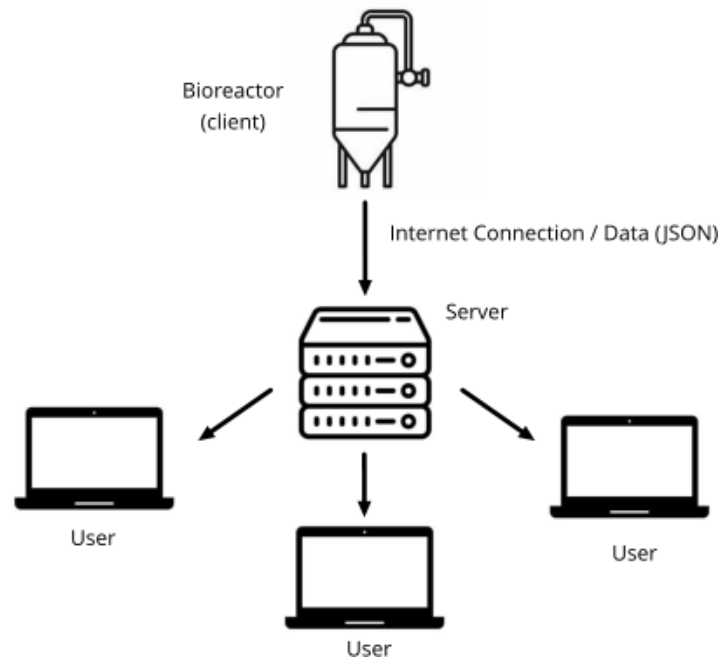 Bioreactor
(client)
Internet Connection / Data (JSON)
Server
User
User
User